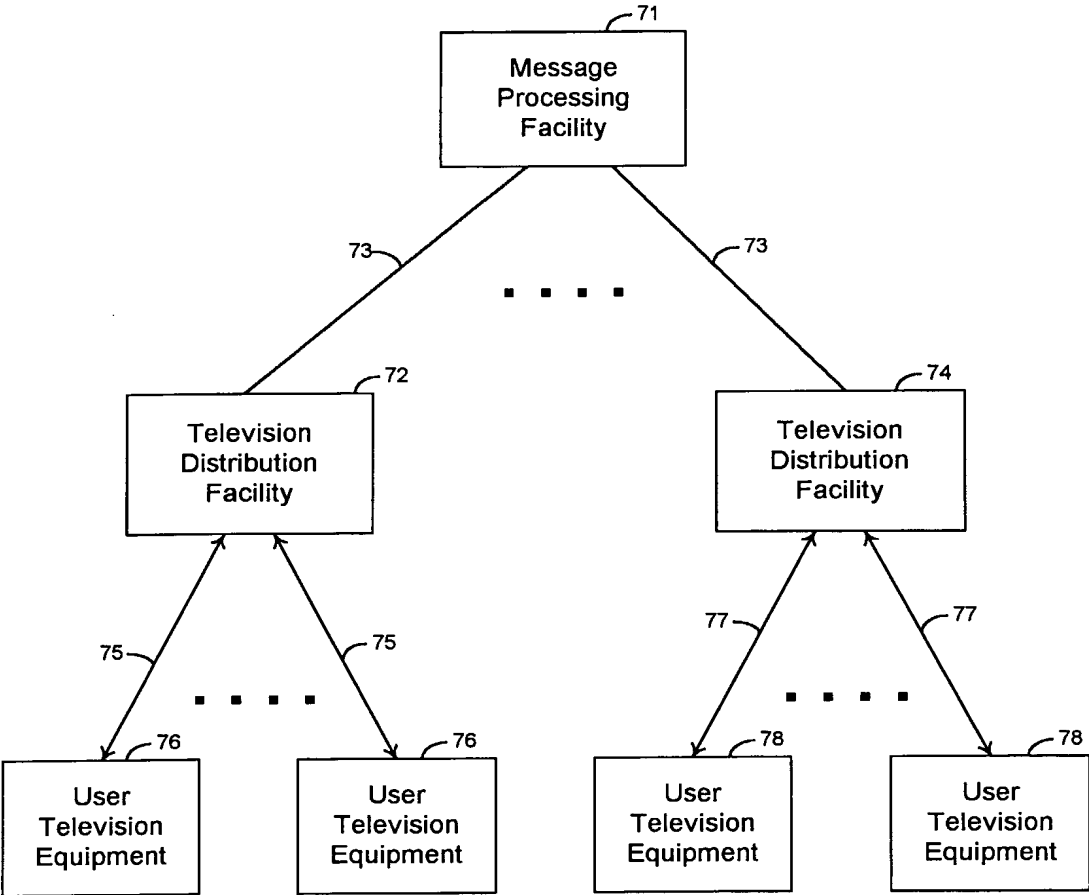 71
Message
Processing
Facility
73
73
72
74
Television
Distribution
Facility
Television
Distribution
Facility
75
75
77
77
76
76
78
78
User
Television
Equipment
User
Television
Equipment
User
Television
Equipment
User
Television
Equipment